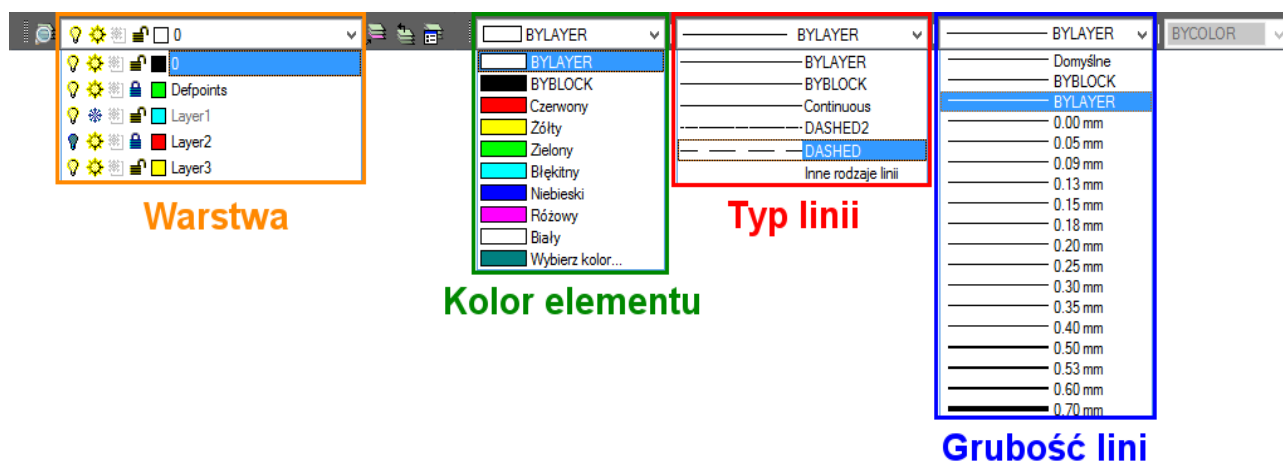 0
BYLAYER
BYLAYER
BYLAYER
BYCOLOR
0
Defpoints
Layer1
Layer2
Layer3
Warstwa
BYLAYER
BYBLOCK
Czerwony
Żółty
Zielony
Błękitny
Niebieski
Różowy
Biały
Wybierz kolor...
Kolor elementu
BYLAYER
BYBLOCK
Continuous
DASHED2
DASHED
Inne rodzaje linii
Typ linii
Domyślne
BYBLOCK
BYLAYER
0.00 mm
0.05 mm
0.09 mm
0.13 mm
0.15 mm
0.18 mm
0.20 mm
0.25 mm
0.30 mm
0.35 mm
0.40 mm
0.50 mm
0.53 mm
0.60 mm
0.70 mm
Grubość lini